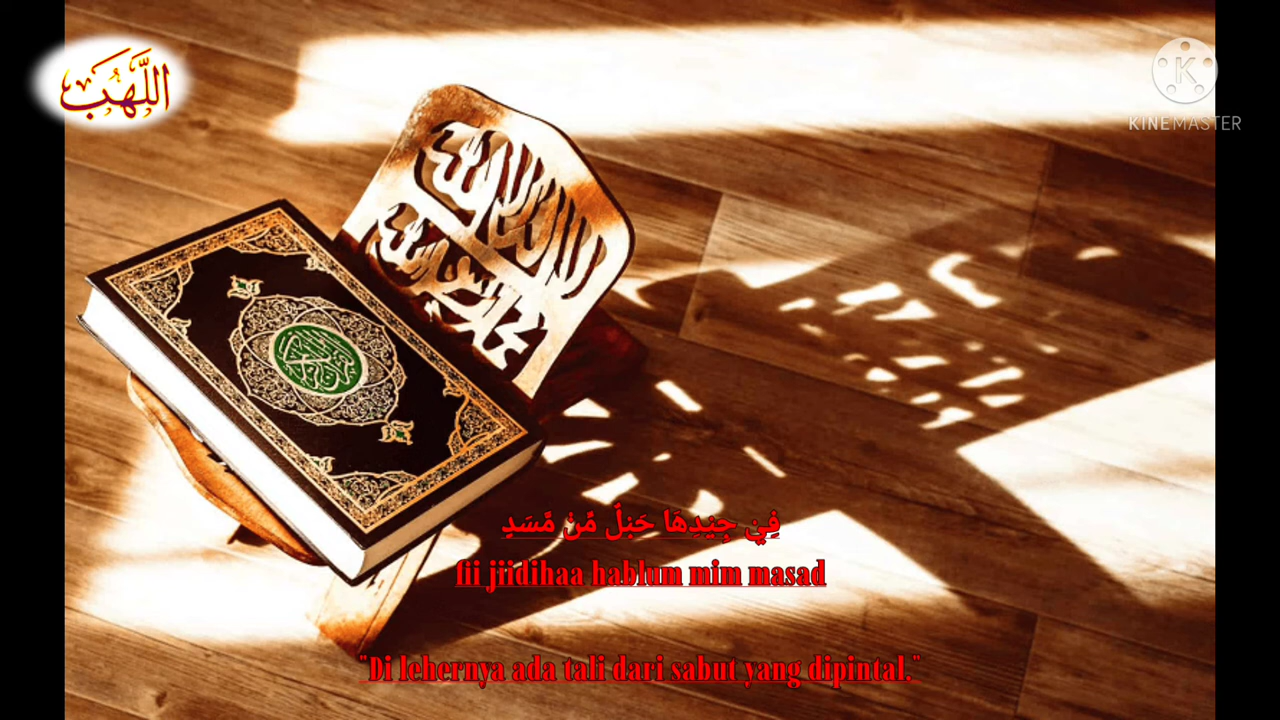 اللَّهَبُ
KINEMASTER
فِيْ جِيْدِهَا حَبْلٌ مِّنْ مَّسَدٍ
fii jiidihaa hablum mim masad
"Di lehernya ada tali dari sabut yang dipintal."